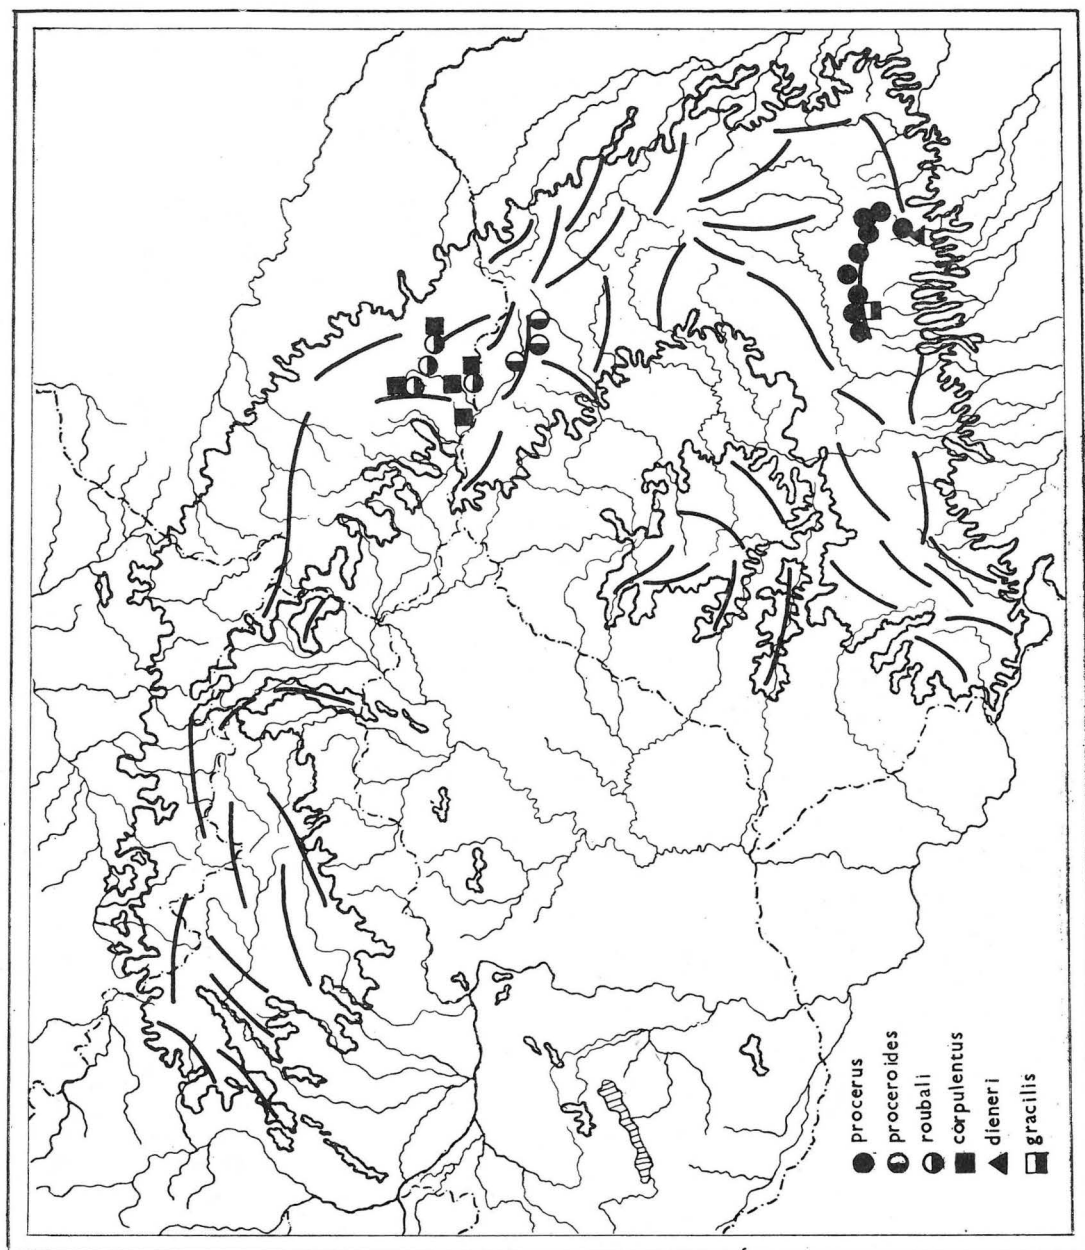 procerus
proceroides
roubali
corpulentus
dieneri
gracilis